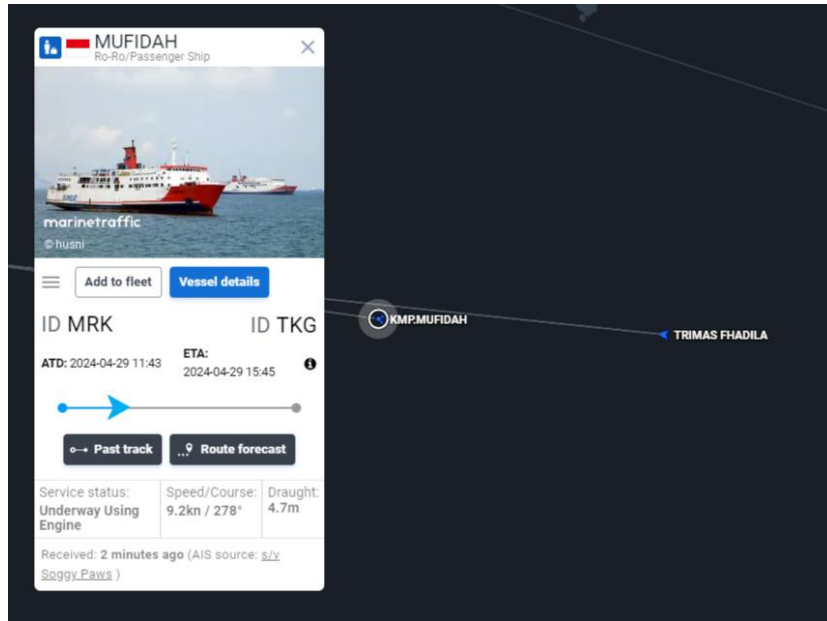 MUFIDAH
Ro-Ro/Passenger Ship
marinetraffic
© husni
Add to fleet
Vessel details
ID MRK
ID TKG
ATD: 2024-04-29 11:43
ETA:
2024-04-29 15:45
Past track
Route forecast
Service status:
Underway Using
Engine
Speed/Course:
9.2kn / 278°
Draught:
4.7m
Received: 2 minutes ago (AIS source: s/v
Soggy Paws )
KMP.MUFIDAH
TRIMAS FHADILA